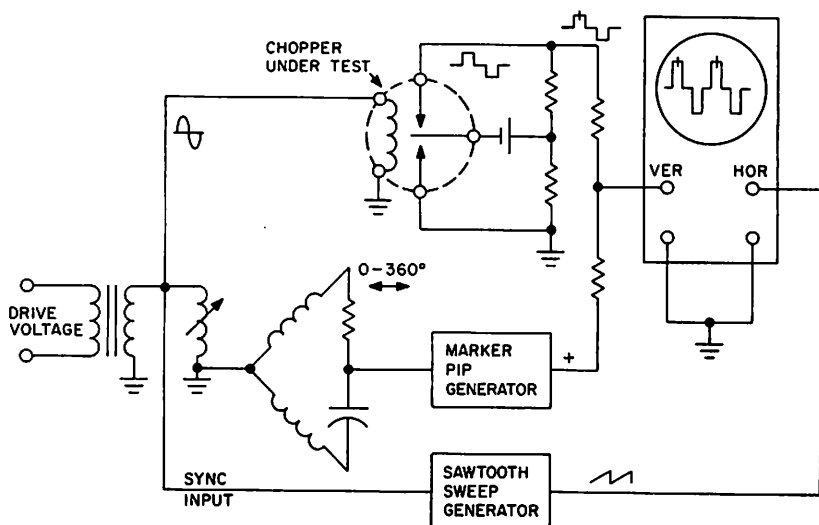 CHOPPER
UNDER TEST
VER
HOR
0-360°
DRIVE
VOLTAGE
MARKER
PIP
GENERATOR
+
SYNC
INPUT
SAWTOOTH
SWEEP
GENERATOR